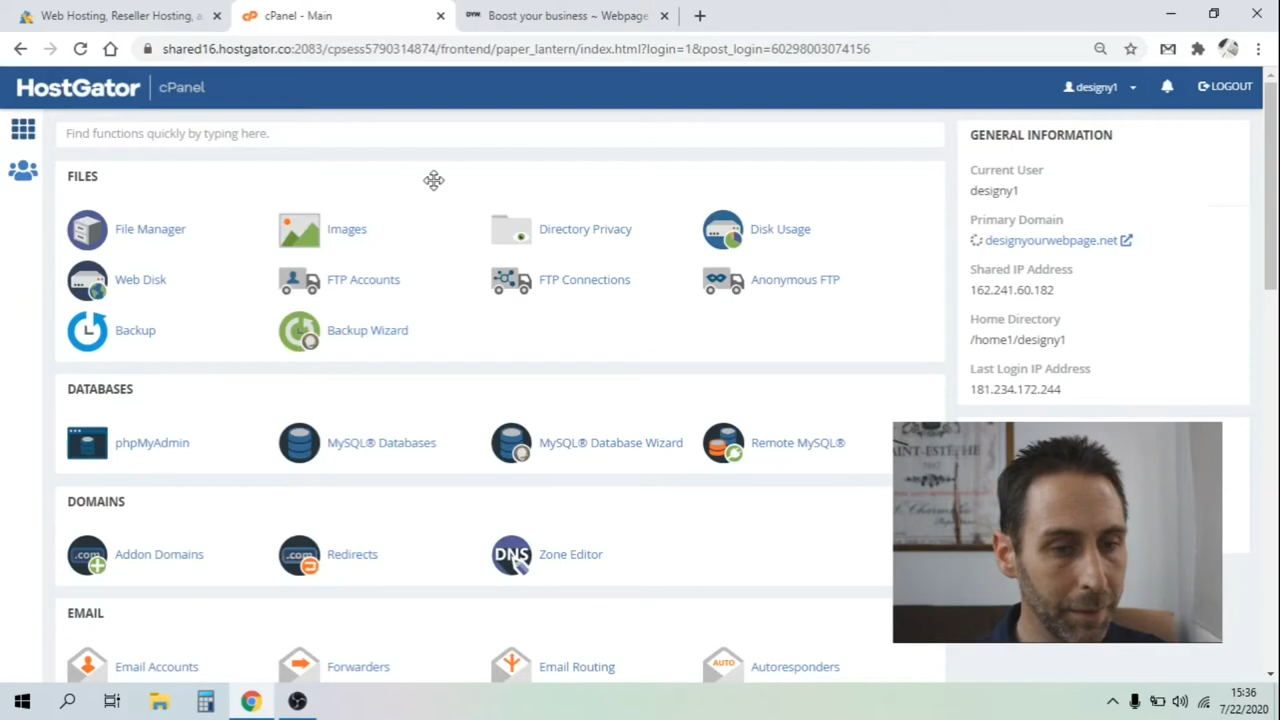 Web Hosting, Reseller Hosting, a
cPanel - Main
DYW. Boost your business ~ Webpage
shared16.hostgator.co:2083/cpsess5790314874/frontend/paper_lantern/index.html?login=1&post_login=60298003074156
HostGator cPanel
designy1
LOGOUT
Find functions quickly by typing here.
FILES
File Manager
Images
Directory Privacy
Disk Usage
Web Disk
FTP Accounts
FTP Connections
Anonymous FTP
Backup
Backup Wizard
DATABASES
phpMyAdmin
MySQL® Databases
MySQL® Database Wizard
Remote MySQL®
DOMAINS
.com
Addon Domains
.com
Redirects
DNS
Zone Editor
EMAIL
Email Accounts
Forwarders
Email Routing
AUTO
Autoresponders
GENERAL INFORMATION
Current User
designy1
Primary Domain
designyourwebpage.net
Shared IP Address
162.241.60.182
Home Directory
/home1/designy1
Last Login IP Address
181.234.172.244
15:36
7/22/2020